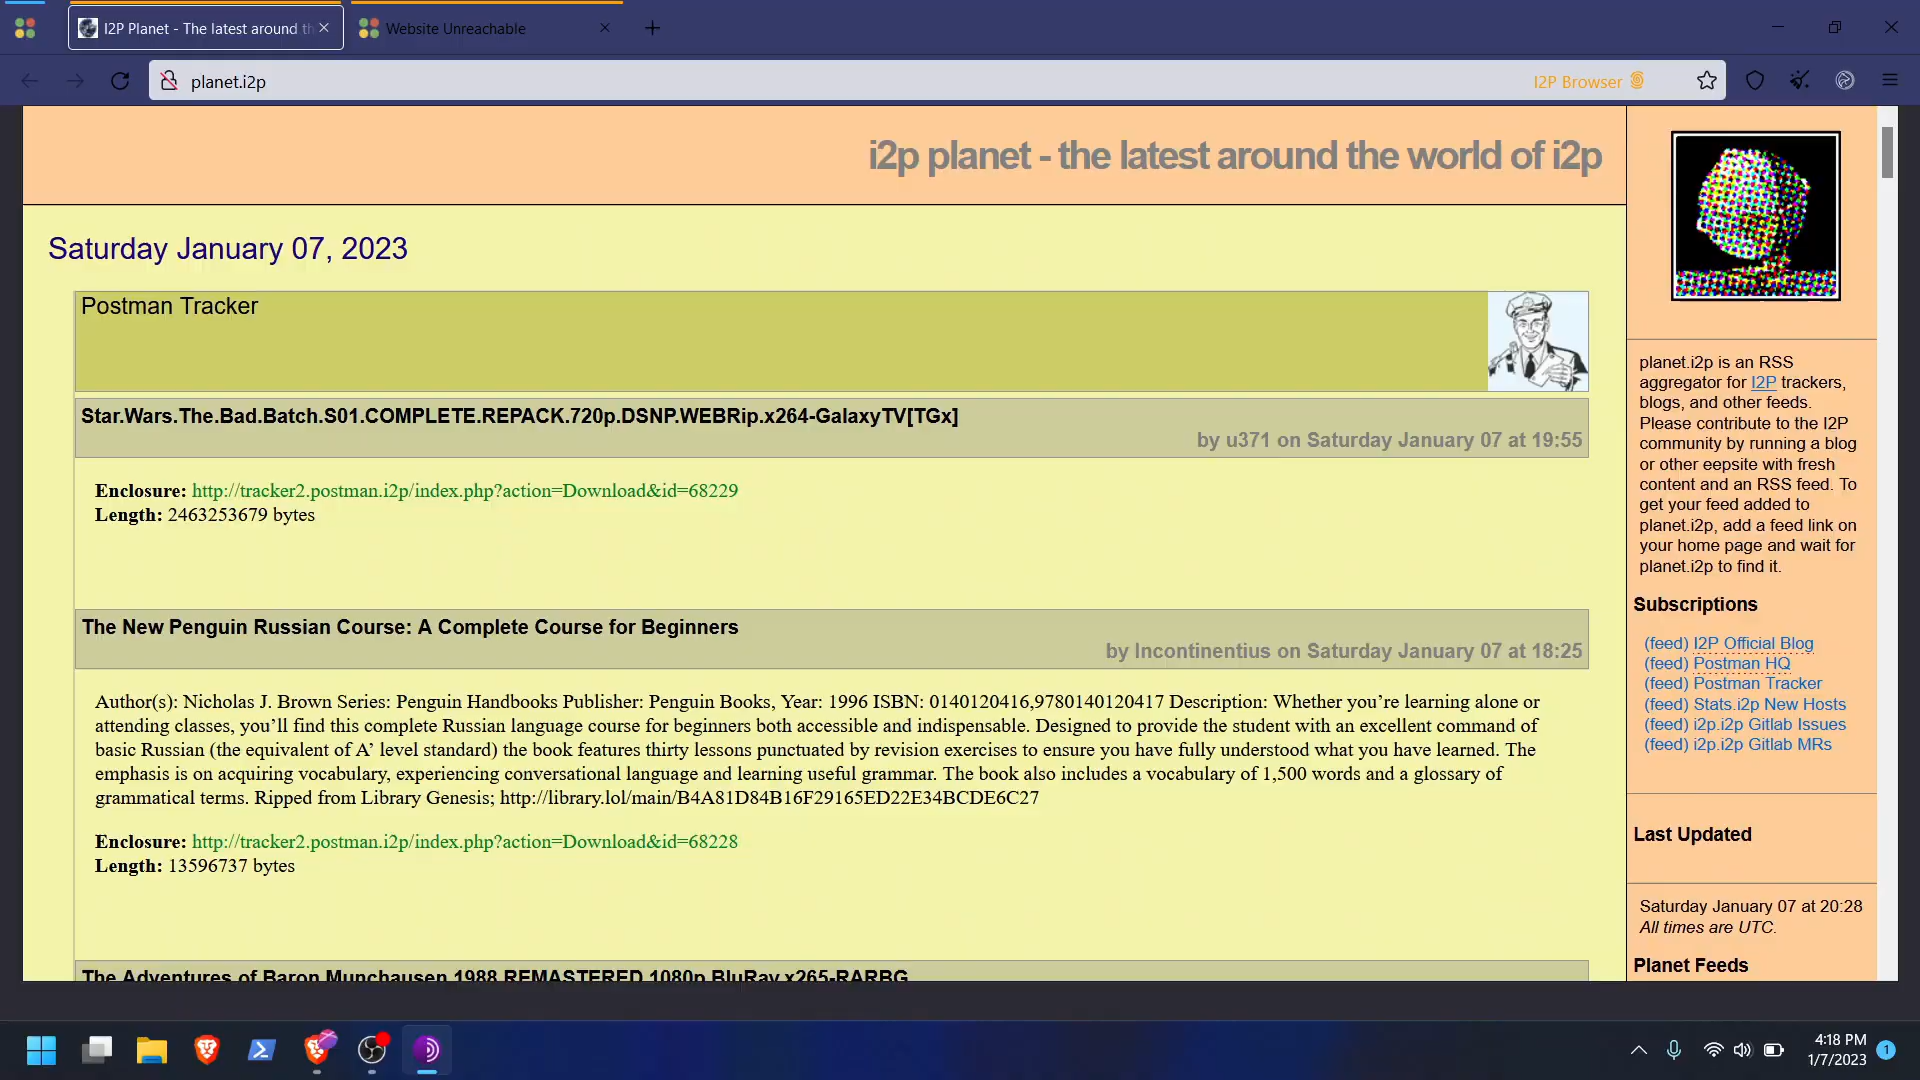 I2P Planet - The latest around th
Website Unreachable
planet.i2p
I2P Browser
i2p planet - the latest around the world of i2p
Saturday January 07, 2023
Postman Tracker
Star.Wars.The.Bad.Batch.S01.COMPLETE.REPACK.720p.DSNP.WEBRip.x264-GalaxyTV[TGx]
by u371 on Saturday January 07 at 19:55
Enclosure: http://tracker2.postman.i2p/index.php?action=Download&id=68229
Length: 2463253679 bytes
The New Penguin Russian Course: A Complete Course for Beginners
by Incontinentius on Saturday January 07 at 18:25
Author(s): Nicholas J. Brown Series: Penguin Handbooks Publisher: Penguin Books, Year: 1996 ISBN: 0140120416,9780140120417 Description: Whether you’re learning alone or
attending classes, you’ll find this complete Russian language course for beginners both accessible and indispensable. Designed to provide the student with an excellent command of
basic Russian (the equivalent of A’ level standard) the book features thirty lessons punctuated by revision exercises to ensure you have fully understood what you have learned. The
emphasis is on acquiring vocabulary, experiencing conversational language and learning useful grammar. The book also includes a vocabulary of 1,500 words and a glossary of
grammatical terms. Ripped from Library Genesis; http://library.lol/main/B4A81D84B16F29165ED22E34BCDE6C27
Enclosure: http://tracker2.postman.i2p/index.php?action=Download&id=68228
Length: 13596737 bytes
The Adventures of Baron Munchausen 1988 REMASTERED 1080p BluRay x265-RARBG
planet.i2p is an RSS
aggregator for I2P trackers,
blogs, and other feeds.
Please contribute to the I2P
community by running a blog
or other eepsite with fresh
content and an RSS feed. To
get your feed added to
planet.i2p, add a feed link on
your home page and wait for
planet.i2p to find it.
Subscriptions
(feed) I2P Official Blog
(feed) Postman HQ
(feed) Postman Tracker
(feed) Stats.i2p New Hosts
(feed) i2p.i2p Gitlab Issues
(feed) i2p.i2p Gitlab MRs
Last Updated
Saturday January 07 at 20:28
All times are UTC.
Planet Feeds
4:18 PM
1/7/2023
1